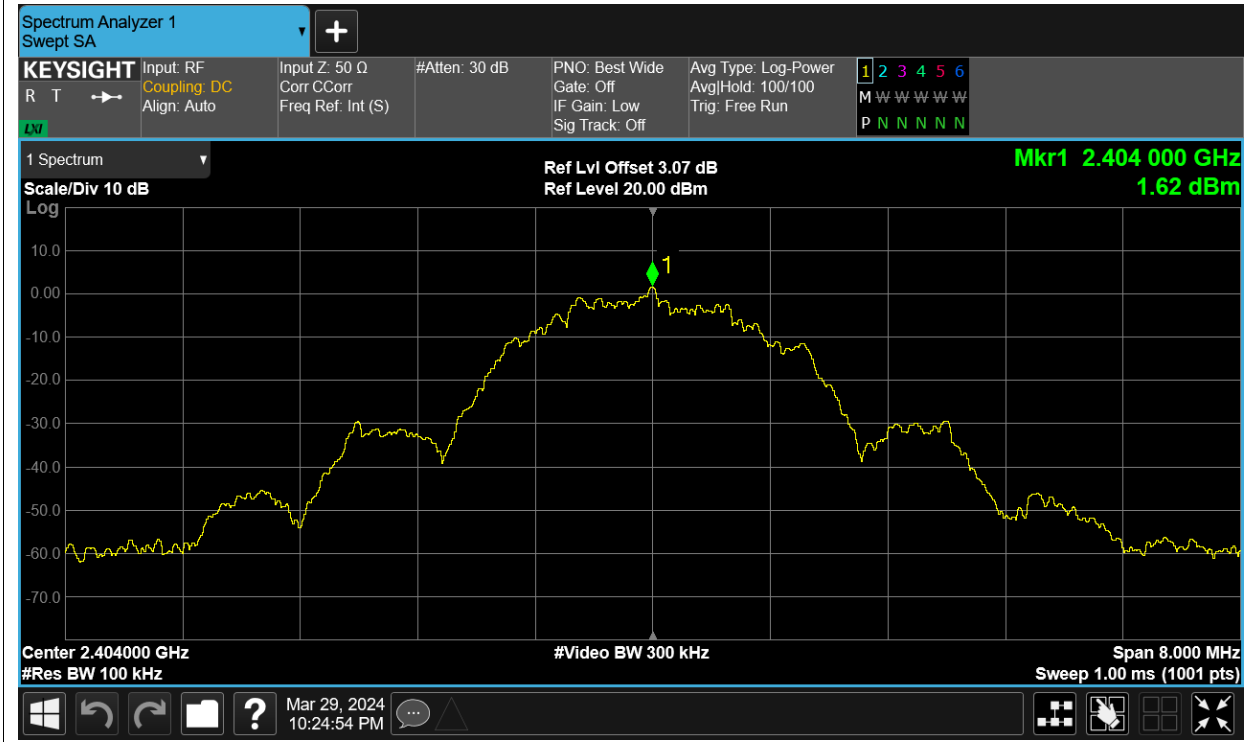 Spectrum Analyzer 1
Swept SA
KEYSIGHT
R T
LXI
Input: RF
Coupling: DC
Align: Auto
Input Z: 50 Ω
Corr CCorr
Freq Ref: Int (S)
#Atten: 30 dB
PNO: Best Wide
Gate: Off
IF Gain: Low
Sig Track: Off
Avg Type: Log-Power
Avg|Hold: 100/100
Trig: Free Run
1 2 3 4 5 6
M W W W W W
P N N N N N
1 Spectrum
Scale/Div 10 dB
Log
Ref Lvl Offset 3.07 dB
Ref Level 20.00 dBm
Mkr1 2.404 000 GHz
1.62 dBm
1
10.0
0.00
-10.0
-20.0
-30.0
-40.0
-50.0
-60.0
-70.0
Center 2.404000 GHz
#Video BW 300 kHz
Span 8.000 MHz
#Res BW 100 kHz
Sweep 1.00 ms (1001 pts)
?
Mar 29, 2024
10:24:54 PM